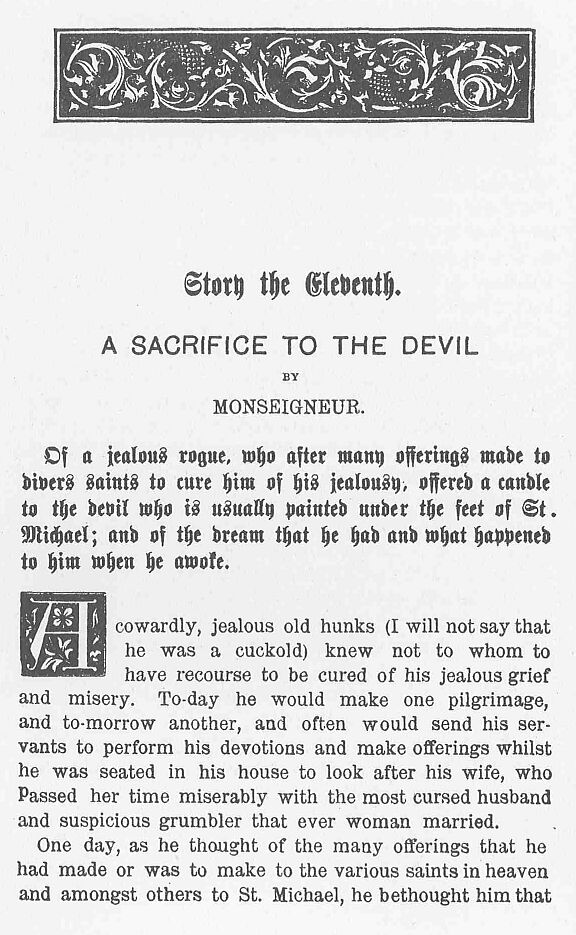 Story the Eleventh.
A SACRIFICE TO THE DEVIL
BY
MONSEIGNEUR.
Of a jealous rogue, who after many offerings made to
divers saints to cure him of his jealousy, offered a candle
to the devil who is usually painted under the feet of St.
Michael; and of the dream that he had and what happened
to him when he awoke.
A cowardly, jealous old hunks (I will not say that
he was a cuckold) knew not to whom to
have recourse to be cured of his jealous grief
and misery. To-day he would make one pilgrimage,
and to-morrow another, and often would send his ser-
vants to perform his devotions and make offerings whilst
he was seated in his house to look after his wife, who
Passed her time miserably with the most cursed husband
and suspicious grumbler that ever woman married.
One day, as he thought of the many offerings that he
had made or was to make to the various saints in heaven
and amongst others to St. Michael, he bethought him that